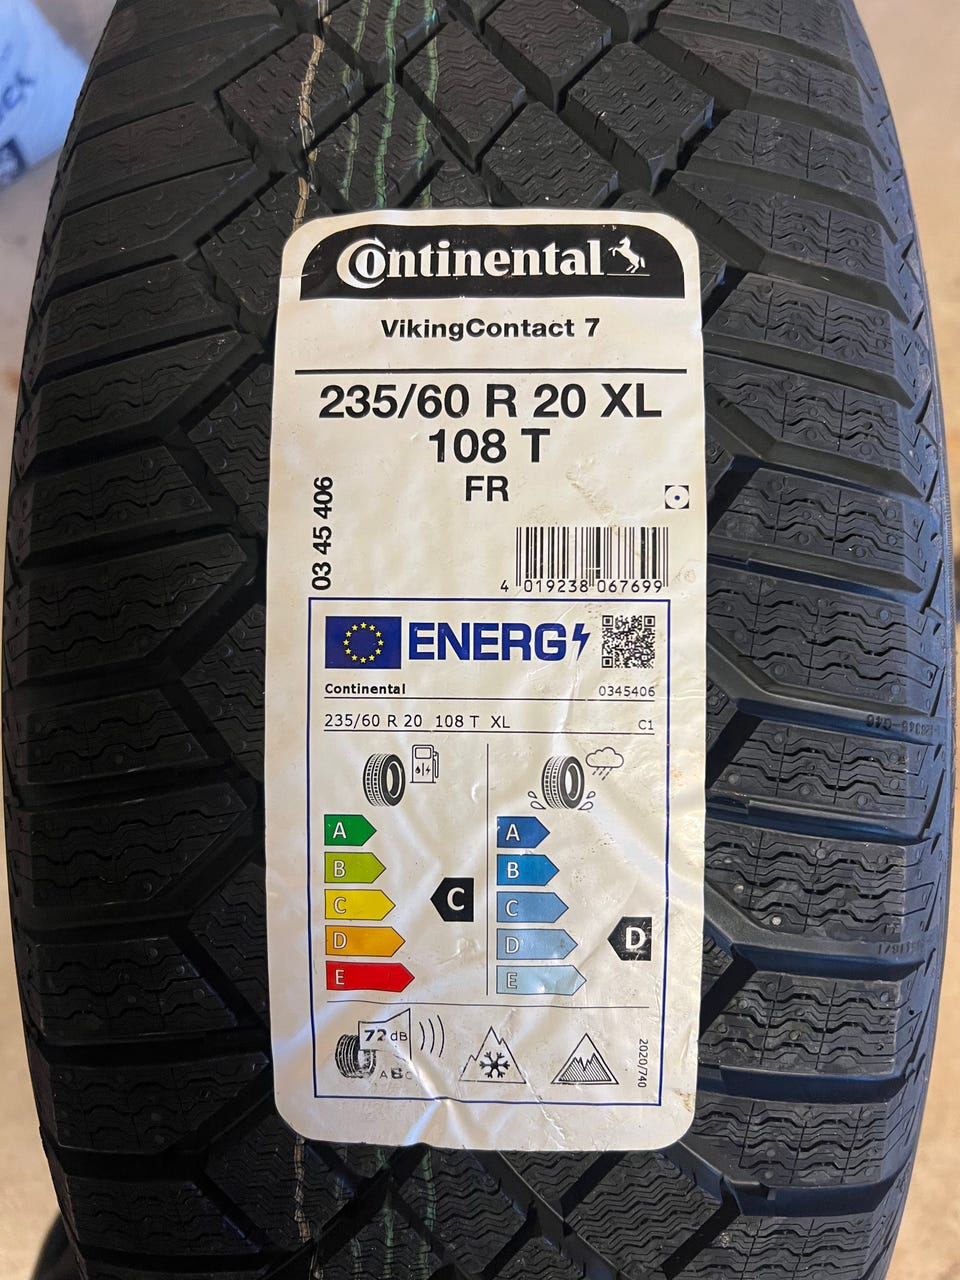 Continental
VikingContact 7
235/60 R 20 XL
108 T
FR
03 45 406
4 019238 067699
ENERG
Continental 0345406
235/60 R 20 108 T XL C1
A A
B B
C C C
D D D
E E
72 dB
ABC
2020/740